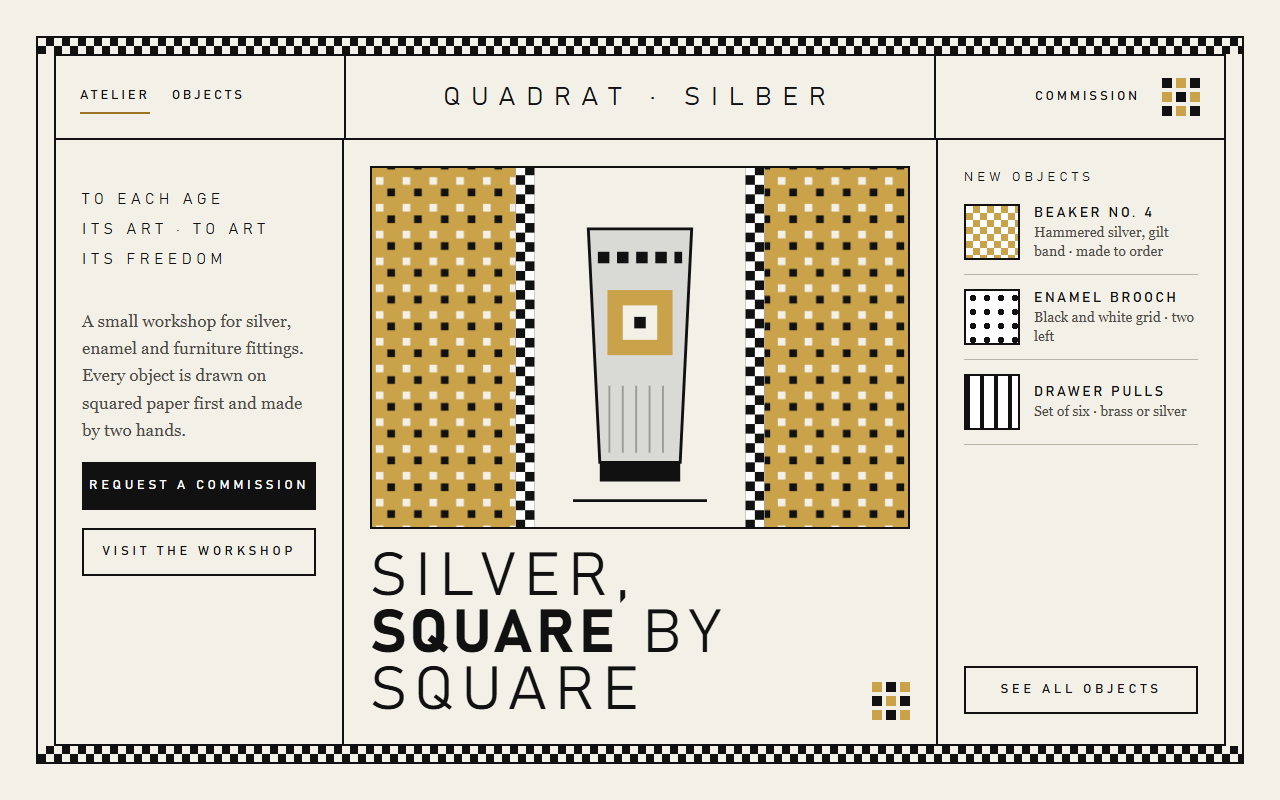 ATELIER OBJECTS
QUADRAT · SILBER
COMMISSION
TO EACH AGE
ITS ART · TO ART
ITS FREEDOM
A small workshop for silver,
enamel and furniture fittings.
Every object is drawn on
squared paper first and made
by two hands.
REQUEST A COMMISSION
VISIT THE WORKSHOP
SILVER,
SQUARE BY
SQUARE
NEW OBJECTS
BEAKER NO. 4
Hammered silver, gilt
band · made to order
ENAMEL BROOCH
Black and white grid · two
left
DRAWER PULLS
Set of six · brass or silver
SEE ALL OBJECTS